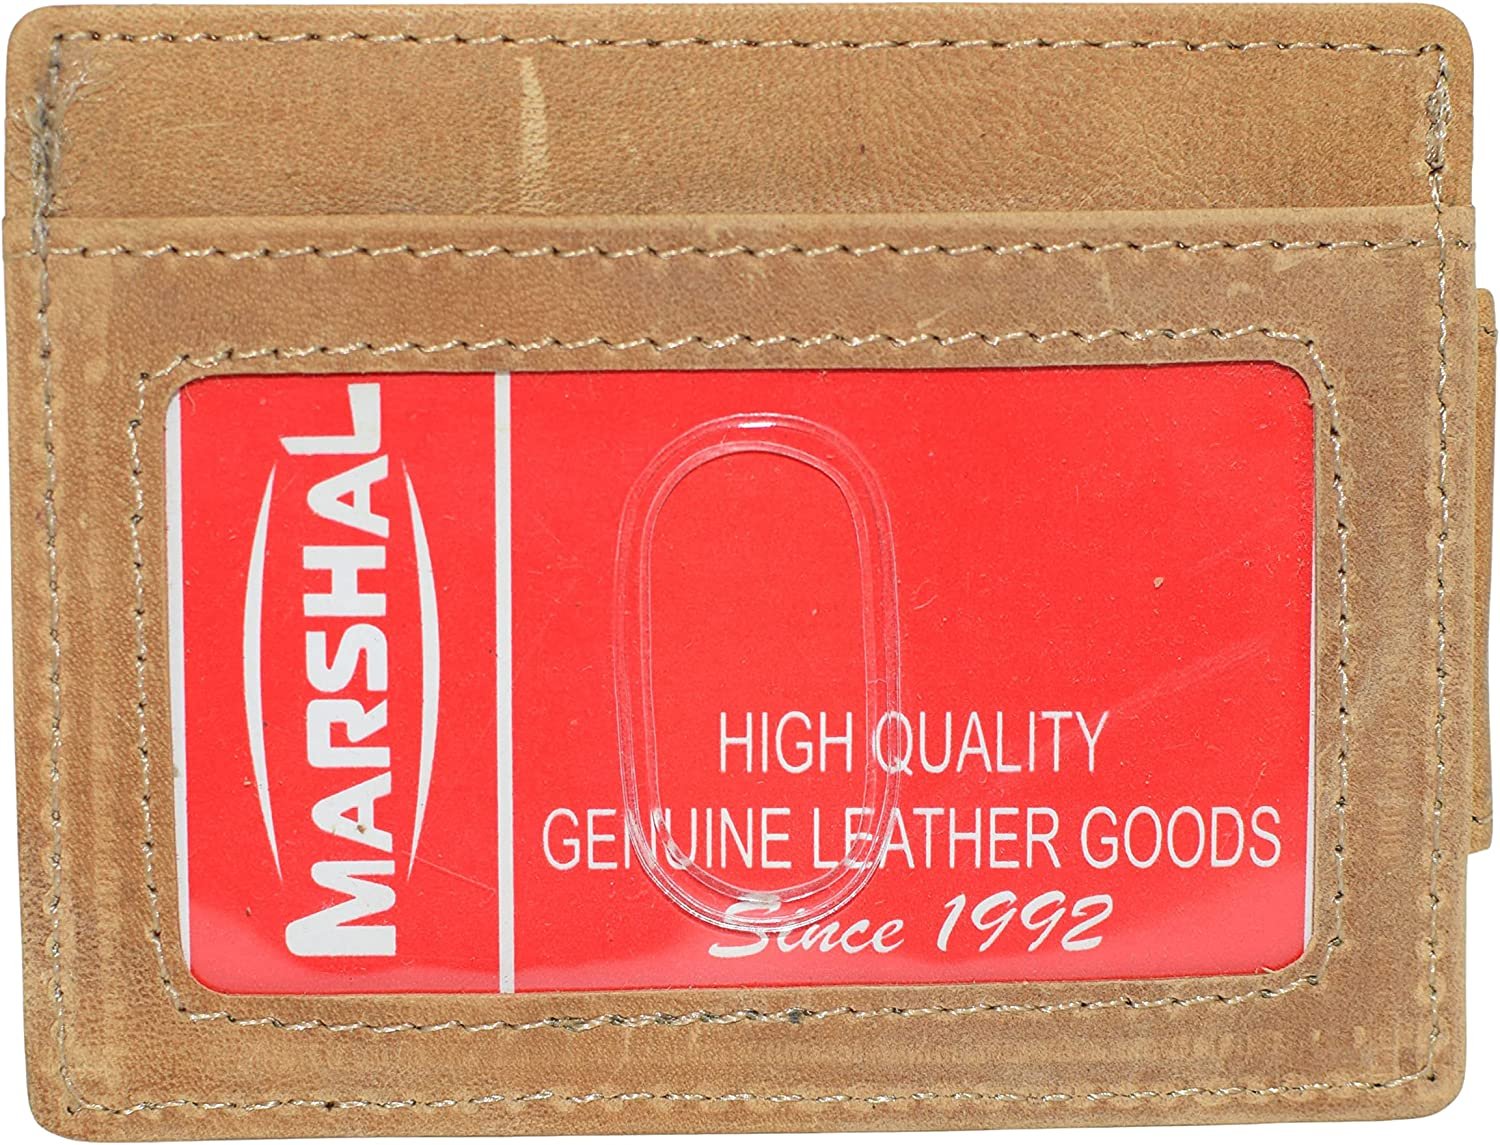 MARSHAL
HIGH QUALITY
GENUINE LEATHER GOODS
Since 1992